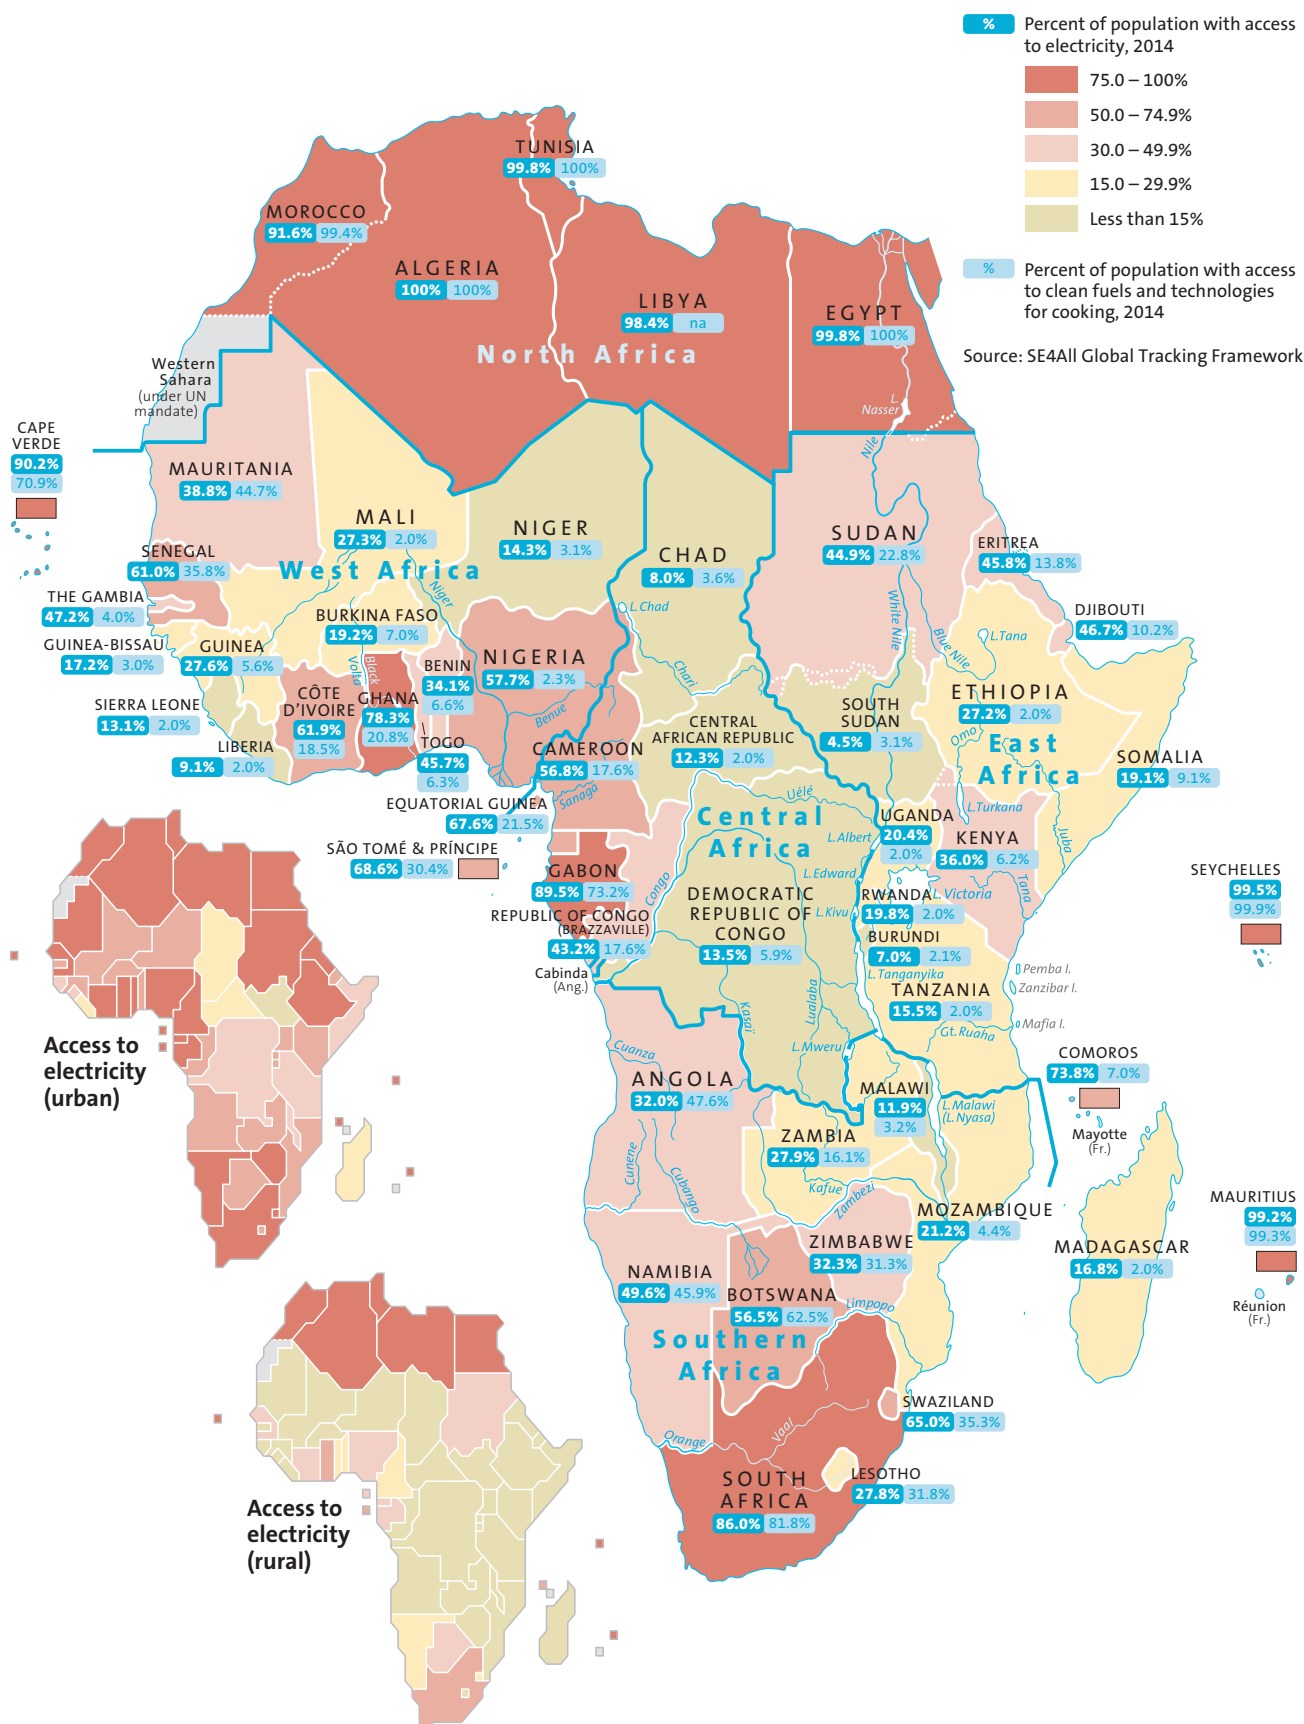 % Percent of population with access
to electricity, 2014
75.0 – 100%
50.0 – 74.9%
30.0 – 49.9%
15.0 – 29.9%
Less than 15%
% Percent of population with access
to clean fuels and technologies
for cooking, 2014
Source: SE4All Global Tracking Framework
TUNISIA
99.8% 100%
MOROCCO
91.6% 99.4%
ALGERIA
100% 100%
LIBYA
98.4% na
EGYPT
99.8% 100%
North Africa
Western
Sahara
(under UN
mandate)
L.
Nasser
Nile
CAPE
VERDE
90.2%
70.9%
MAURITANIA
38.8% 44.7%
MALI
27.3% 2.0%
NIGER
14.3% 3.1%
CHAD
8.0% 3.6%
SUDAN
44.9% 22.8%
ERITREA
45.8% 13.8%
SENEGAL
61.0% 35.8%
West Africa
Niger
L.Chad
White Nile
Blue Nile
L.Tana
THE GAMBIA
47.2% 4.0%
BURKINA FASO
19.2% 7.0%
DJIBOUTI
46.7% 10.2%
GUINEA-BISSAU
17.2% 3.0%
GUINEA
27.6% 5.6%
Black
Volta
BENIN
34.1%
6.6%
NIGERIA
57.7% 2.3%
Chari
Benue
SIERRA LEONE
13.1% 2.0%
CÔTE
D'IVOIRE
61.9%
18.5%
GHANA
78.3%
20.8%
TOGO
45.7%
6.3%
LIBERIA
9.1% 2.0%
CAMEROON
56.8% 17.6%
Sanaga
CENTRAL
AFRICAN REPUBLIC
12.3% 2.0%
SOUTH
SUDAN
4.5% 3.1%
ETHIOPIA
27.2% 2.0%
Omo
East
Africa
SOMALIA
19.1% 9.1%
EQUATORIAL GUINEA
67.6% 21.5%
SÃO TOMÉ & PRÍNCIPE
68.6% 30.4%
Uélé
Central
Africa
L.Albert
UGANDA
20.4%
2.0%
L.Turkana
KENYA
36.0% 6.2%
Juba
Tana
GABON
89.5% 73.2%
Congo
L.Edward
L.Victoria
L.Kivu
RWANDA
19.8% 2.0%
DEMOCRATIC
REPUBLIC OF
CONGO
13.5% 5.9%
REPUBLIC OF CONGO
(BRAZZAVILLE)
43.2% 17.6%
BURUNDI
7.0% 2.1%
Cabinda
(Ang.)
L.Tanganyika
TANZANIA
15.5% 2.0%
Pemba I.
Zanzibar I.
Mafia I.
Gt.Ruaha
SEYCHELLES
99.5%
99.9%
Kasaï
Lualaba
L.Mweru
Cuanza
ANGOLA
32.0% 47.6%
MALAWI
11.9%
3.2%
L.Malawi
(L.Nyasa)
COMOROS
73.8% 7.0%
Mayotte
(Fr.)
Cunene
Cubango
ZAMBIA
27.9% 16.1%
Kafue
Zambezi
MOZAMBIQUE
21.2% 4.4%
ZIMBABWE
32.3% 31.3%
MADAGASCAR
16.8% 2.0%
MAURITIUS
99.2%
99.3%
Réunion
(Fr.)
NAMIBIA
49.6% 45.9%
BOTSWANA
56.5% 62.5%
Limpopo
Southern
Africa
SWAZILAND
65.0% 35.3%
Vaal
Orange
LESOTHO
27.8% 31.8%
SOUTH
AFRICA
86.0% 81.8%
Access to
electricity
(urban)
Access to
electricity
(rural)